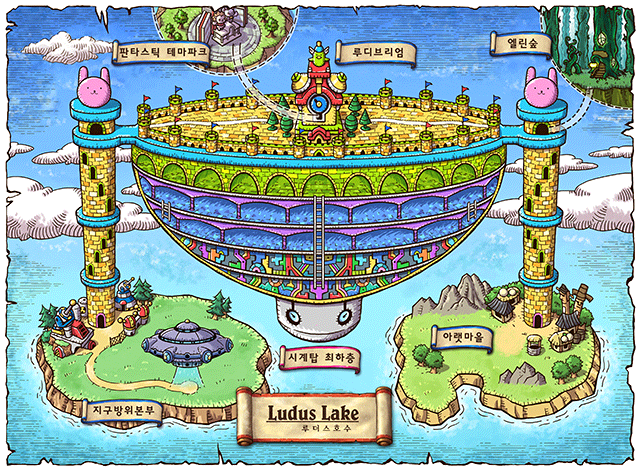 판타스틱 테마파크
루디브리엄
엘린숲
아랫마을
시계탑 최하층
지구방위본부
Ludus Lake
루더스호수